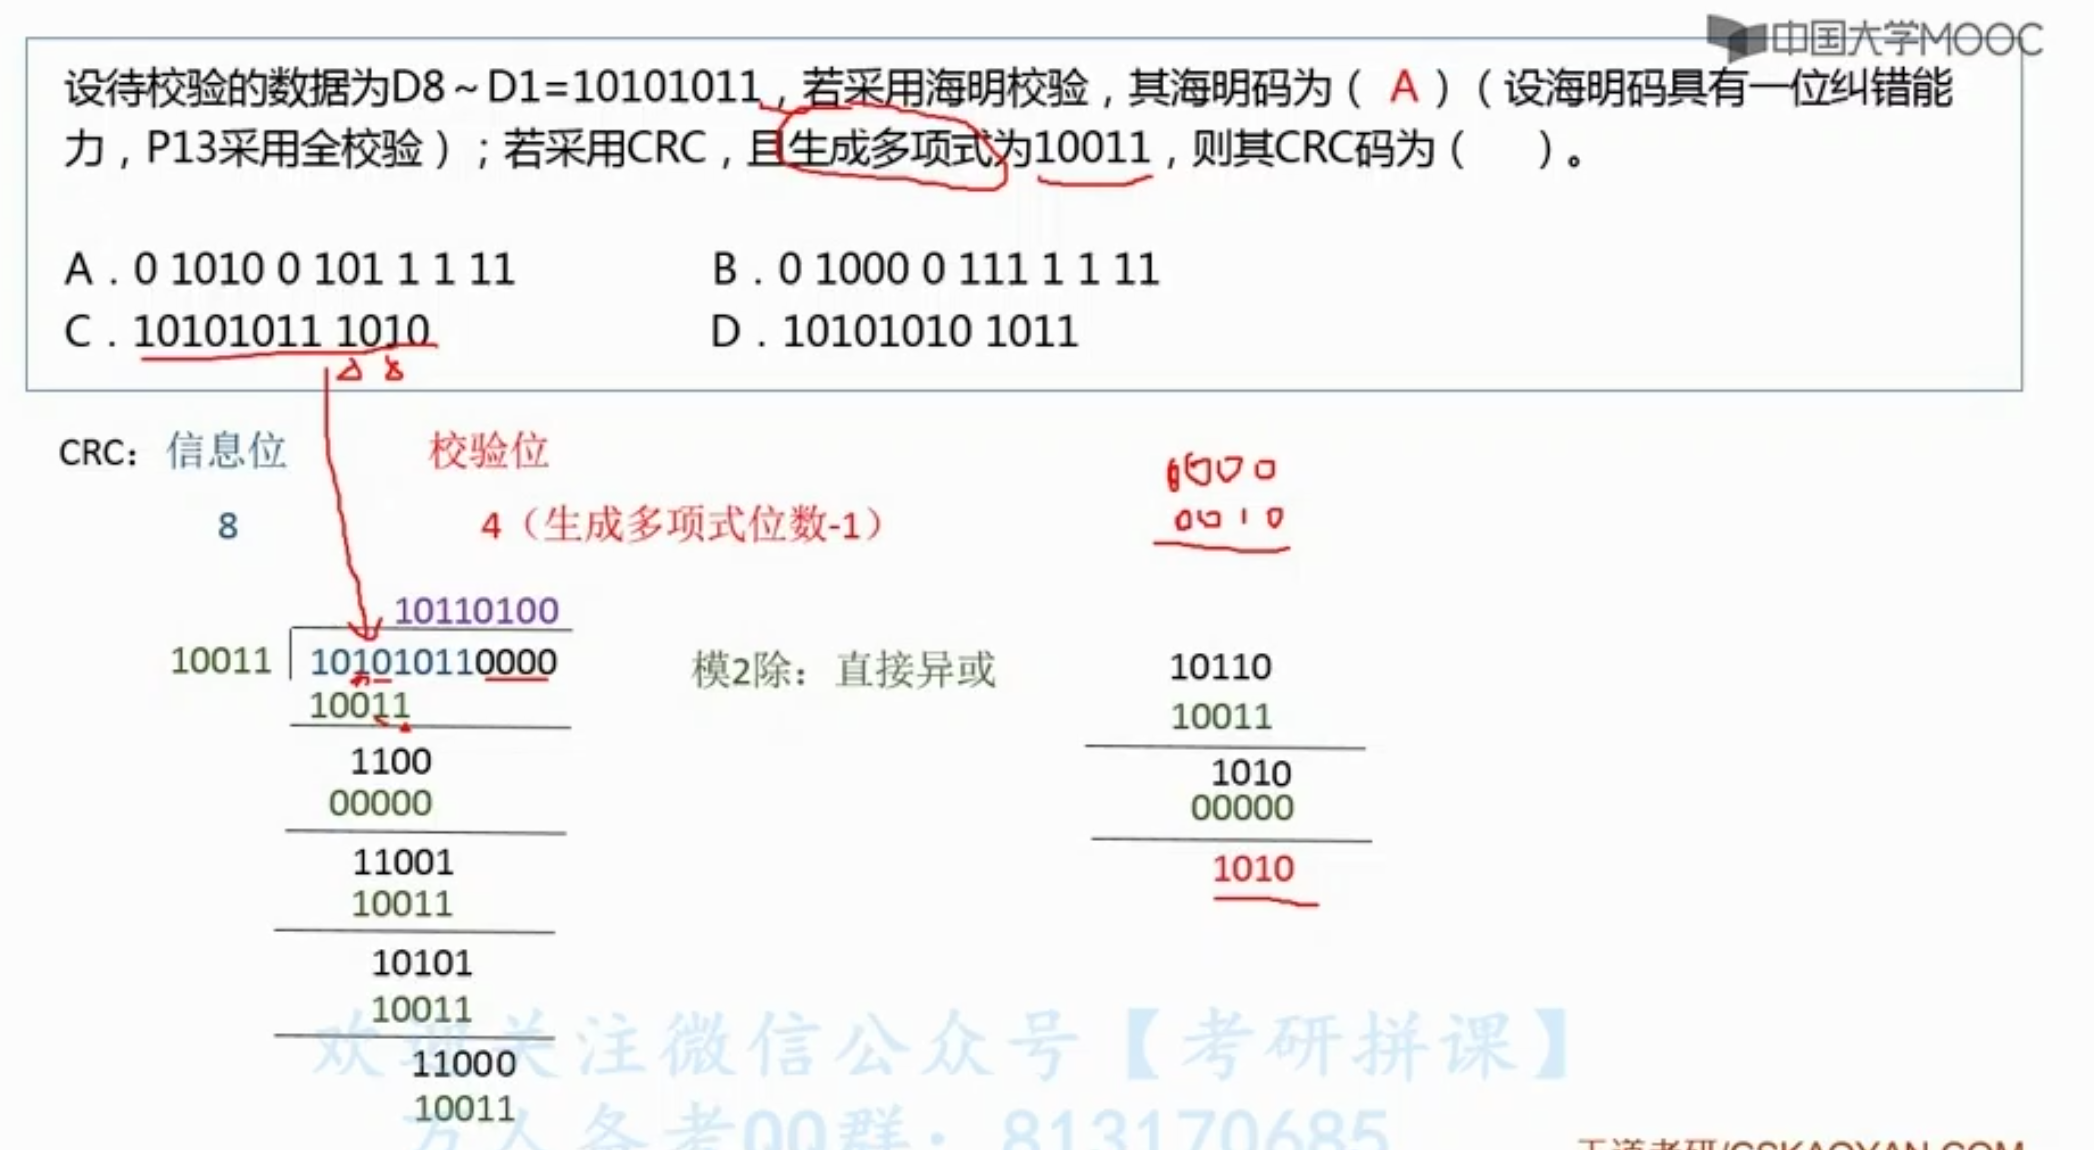 中国大学MOOC
设待校验的数据为D8～D1=10101011，若采用海明校验，其海明码为（ A ）（设海明码具有一位纠错能
力，P13采用全校验）；若采用CRC，且生成多项式为10011，则其CRC码为（ ）。
A．0 1010 0 101 1 1 11
B．0 1000 0 111 1 1 11
C．10101011 1010
D．10101010 1011
CRC：信息位
校验位
8
4（生成多项式位数-1）
10110100
10011
101010110000
10011
1100
00000
11001
10011
10101
10011
11000
10011
模2除：直接异或
0010
10110
10011
1010
00000
1010
欢迎关注微信公众号【考研拼课】
万人备考QQ群：813170685
王道考研/CSKAOYAN.COM